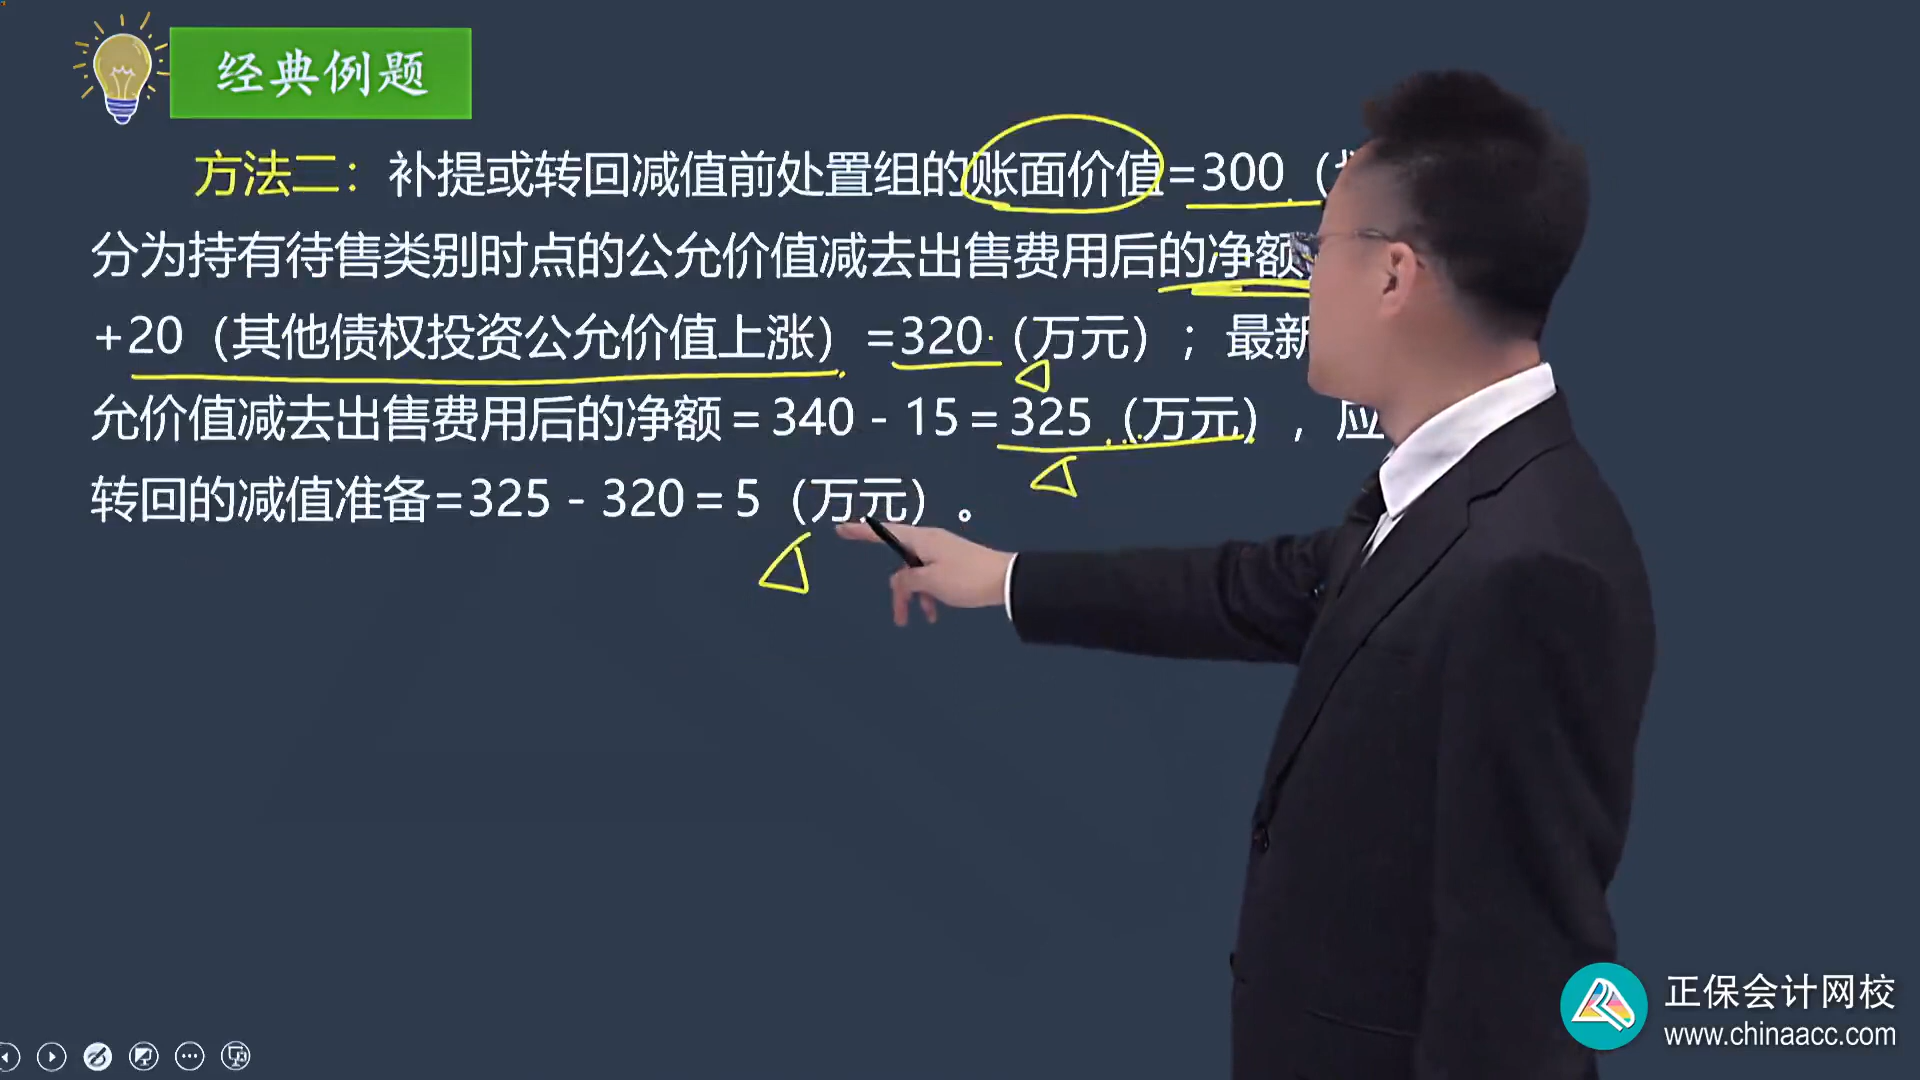 经典例题
方法二：补提或转回减值前处置组的账面价值=300（
分为持有待售类别时点的公允价值减去出售费用后的净额
+20（其他债权投资公允价值上涨）=320（万元）；最新
允价值减去出售费用后的净额＝340－15＝325（万元），应
转回的减值准备=325－320＝5（万元）。
正保会计网校
www.chinaacc.com